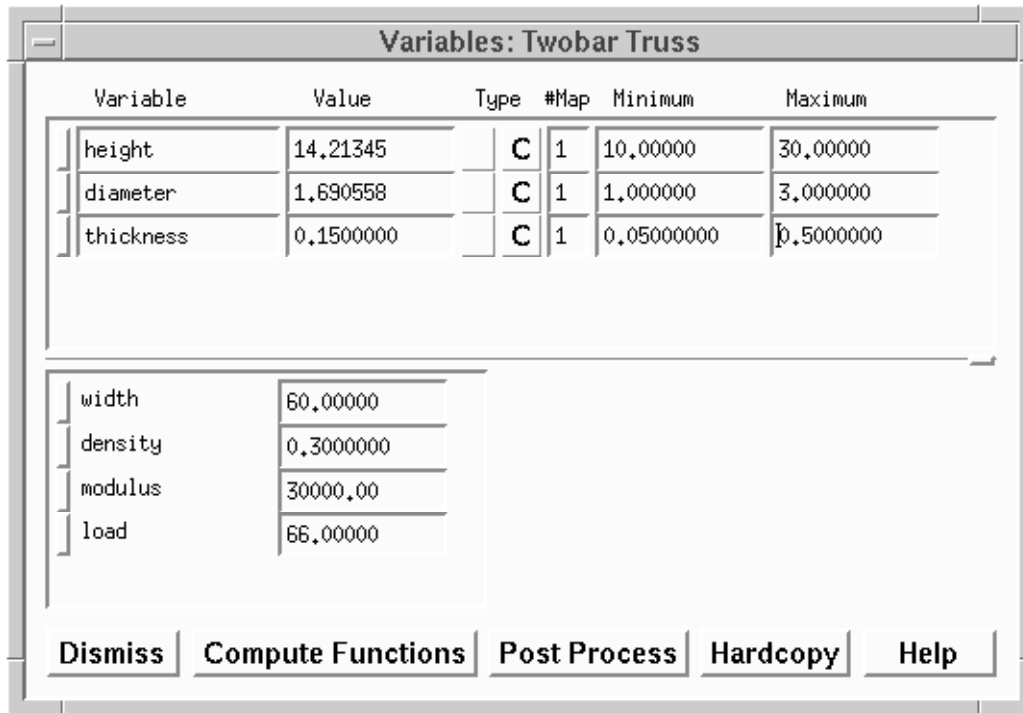 Variables: Twobar Truss
Variable Value Type #Map Minimum Maximum
height 14.21345 C 1 10.00000 30.00000
diameter 1.690558 C 1 1.000000 3.000000
thickness 0.1500000 C 1 0.05000000 0.5000000
width 60.00000
density 0.3000000
modulus 30000.00
load 66.00000
Dismiss Compute Functions Post Process Hardcopy Help